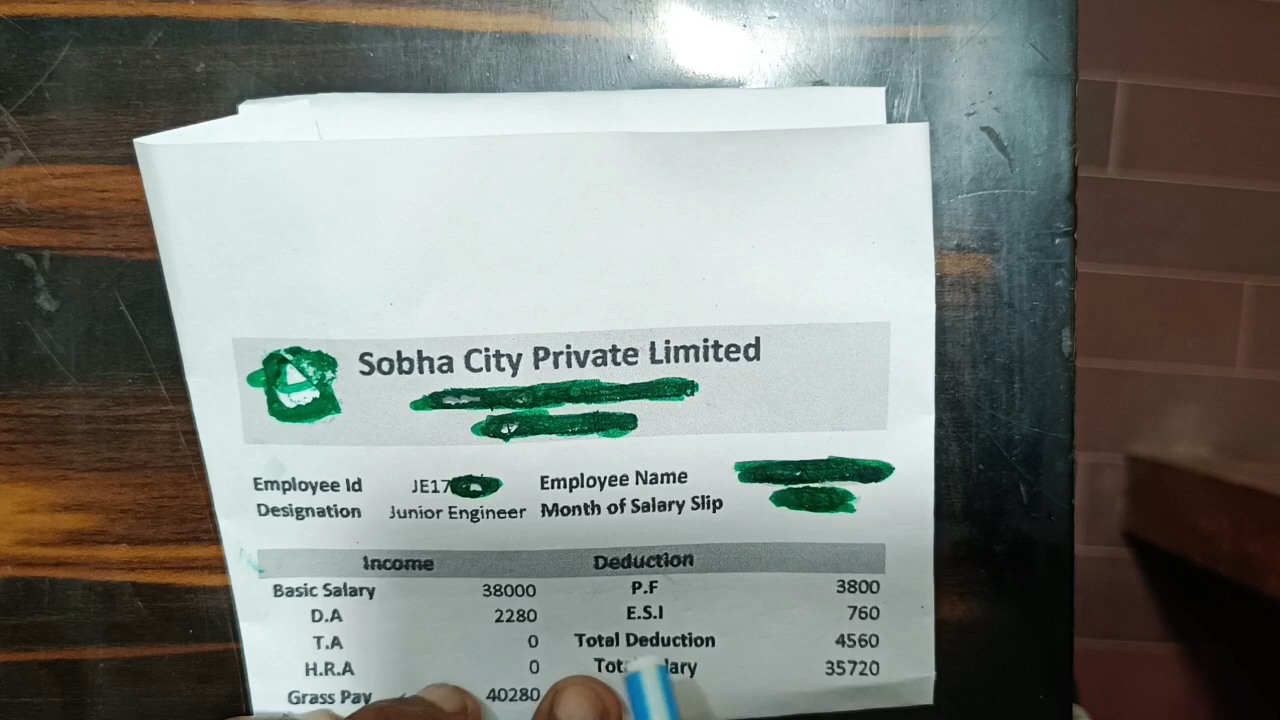 Sobha City Private Limited
Employee Id JE17 Employee Name
Designation Junior Engineer Month of Salary Slip
Income Deduction
Basic Salary 38000 P.F 3800
D.A 2280 E.S.I 760
T.A 0 Total Deduction 4560
H.R.A 0 35720
Grass Pay 40280